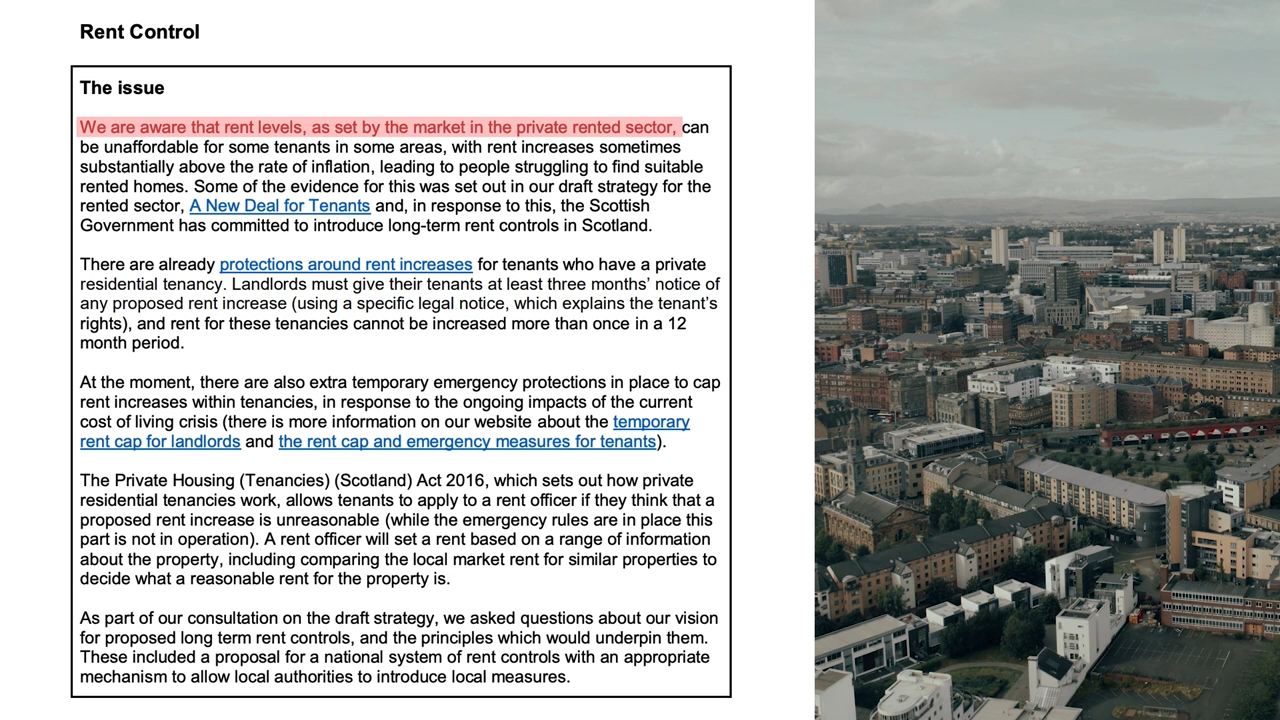 Rent Control
The issue
We are aware that rent levels, as set by the market in the private rented sector, can
be unaffordable for some tenants in some areas, with rent increases sometimes
substantially above the rate of inflation, leading to people struggling to find suitable
rented homes. Some of the evidence for this was set out in our draft strategy for the
rented sector, A New Deal for Tenants and, in response to this, the Scottish
Government has committed to introduce long-term rent controls in Scotland.
There are already protections around rent increases for tenants who have a private
residential tenancy. Landlords must give their tenants at least three months’ notice of
any proposed rent increase (using a specific legal notice, which explains the tenant’s
rights), and rent for these tenancies cannot be increased more than once in a 12
month period.
At the moment, there are also extra temporary emergency protections in place to cap
rent increases within tenancies, in response to the ongoing impacts of the current
cost of living crisis (there is more information on our website about the temporary
rent cap for landlords and the rent cap and emergency measures for tenants).
The Private Housing (Tenancies) (Scotland) Act 2016, which sets out how private
residential tenancies work, allows tenants to apply to a rent officer if they think that a
proposed rent increase is unreasonable (while the emergency rules are in place this
part is not in operation). A rent officer will set a rent based on a range of information
about the property, including comparing the local market rent for similar properties to
decide what a reasonable rent for the property is.
As part of our consultation on the draft strategy, we asked questions about our vision
for proposed long term rent controls, and the principles which would underpin them.
These included a proposal for a national system of rent controls with an appropriate
mechanism to allow local authorities to introduce local measures.